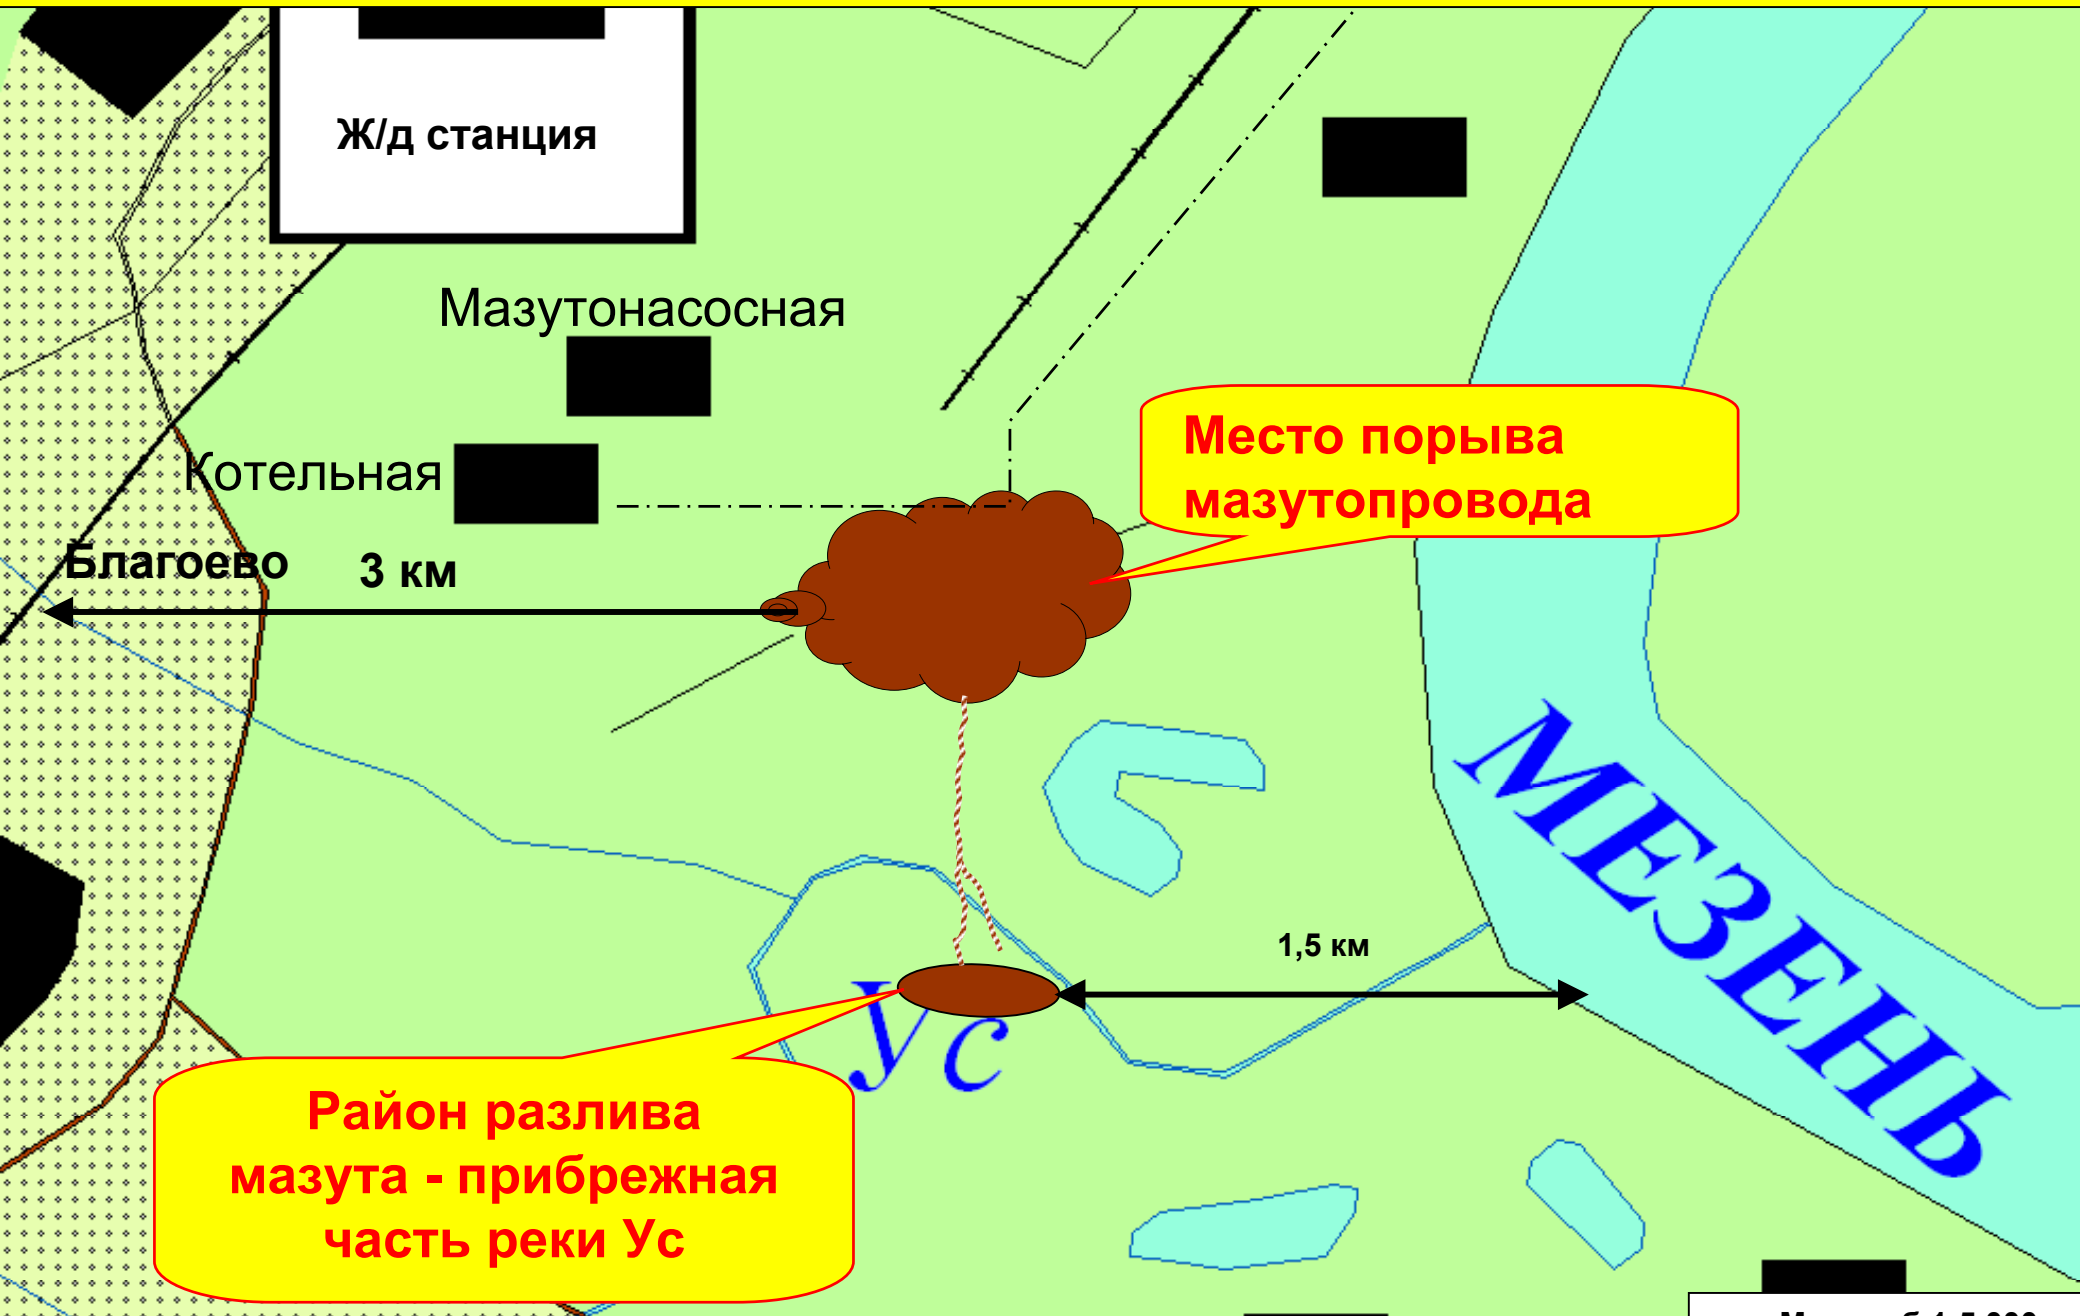 Ж/д станция
Мазутонасосная
Место порыва
мазутопровода
Котельная
Благоево
3 км
МЕЗЕНЬ
1,5 км
Ус
Район разлива
мазута - прибрежная
часть реки Ус